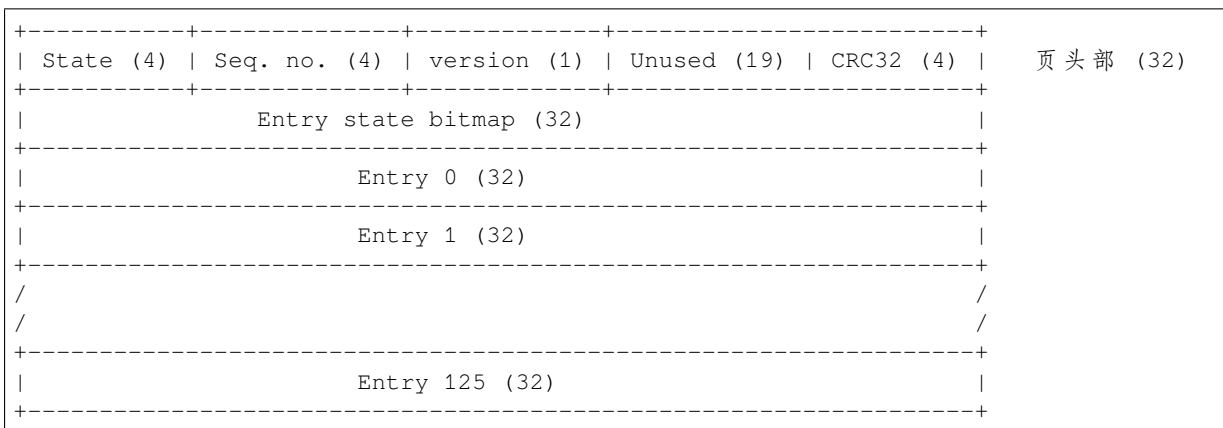 +-----------+--------------+-------------+-------------------------+
| State (4) | Seq. no. (4) | version (1) | Unused (19) | CRC32 (4) |   页头部 (32)
+-----------+--------------+-------------+-------------------------+
|                Entry state bitmap (32)                           |
+------------------------------------------------------------------+
|                       Entry 0 (32)                               |
+------------------------------------------------------------------+
|                       Entry 1 (32)                               |
+------------------------------------------------------------------+
/                                                                  /
/                                                                  /
+------------------------------------------------------------------+
|                       Entry 125 (32)                             |
+------------------------------------------------------------------+